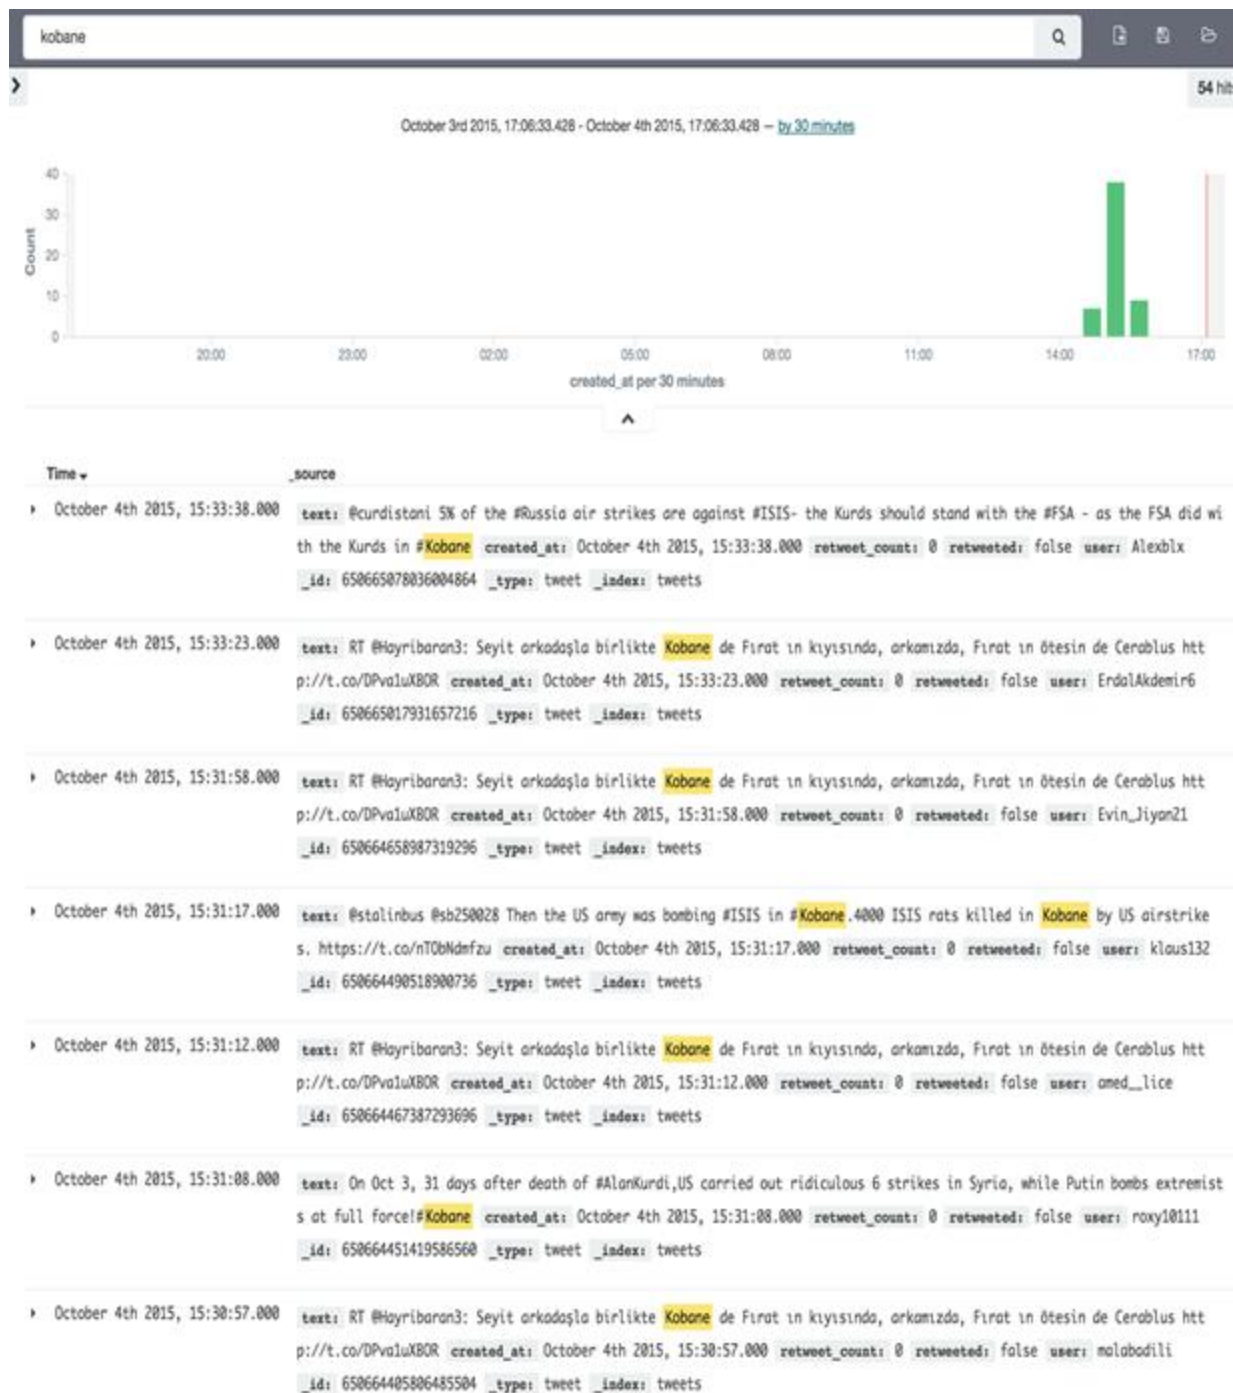 kobane
54 hits
October 3rd 2015, 17:06:33.428 - October 4th 2015, 17:06:33.428 — by 30 minutes
40
30
20
10
0
Count
20:00 23:00 02:00 05:00 08:00 11:00 14:00 17:00
created_at per 30 minutes
Time _source
October 4th 2015, 15:33:38.000 text: @curdistani 5% of the #Russia air strikes are against #ISIS- the Kurds should stand with the #FSA - as the FSA did wi
th the Kurds in #Kobane created_at: October 4th 2015, 15:33:38.000 retweet_count: 0 retweeted: false user: Alexblx
_id: 650665078036004864 _type: tweet _index: tweets
October 4th 2015, 15:33:23.000 text: RT @Hayribaran3: Seyit arkadaşla birlikte Kobane de Fırat ın kıyısında, arkamızda, Fırat ın ötesin de Cerablus htt
p://t.co/DPva1uXBOR created_at: October 4th 2015, 15:33:23.000 retweet_count: 0 retweeted: false user: ErdalAkdemir6
_id: 650665017931657216 _type: tweet _index: tweets
October 4th 2015, 15:31:58.000 text: RT @Hayribaran3: Seyit arkadaşla birlikte Kobane de Fırat ın kıyısında, arkamızda, Fırat ın ötesin de Cerablus htt
p://t.co/DPva1uXBOR created_at: October 4th 2015, 15:31:58.000 retweet_count: 0 retweeted: false user: Evin_Jiyan21
_id: 650664658987319296 _type: tweet _index: tweets
October 4th 2015, 15:31:17.000 text: @stalinbus @sb250028 Then the US army was bombing #ISIS in #Kobane.4000 ISIS rats killed in Kobane by US airstrike
s. https://t.co/nTObNdmfzu created_at: October 4th 2015, 15:31:17.000 retweet_count: 0 retweeted: false user: klaus132
_id: 650664490518900736 _type: tweet _index: tweets
October 4th 2015, 15:31:12.000 text: RT @Hayribaran3: Seyit arkadaşla birlikte Kobane de Fırat ın kıyısında, arkamızda, Fırat ın ötesin de Cerablus htt
p://t.co/DPva1uXBOR created_at: October 4th 2015, 15:31:12.000 retweet_count: 0 retweeted: false user: amed__lice
_id: 650664467387293696 _type: tweet _index: tweets
October 4th 2015, 15:31:08.000 text: On Oct 3, 31 days after death of #AlanKurdi,US carried out ridiculous 6 strikes in Syria, while Putin bombs extremist
s at full force!#Kobane created_at: October 4th 2015, 15:31:08.000 retweet_count: 0 retweeted: false user: roxy10111
_id: 650664451419586560 _type: tweet _index: tweets
October 4th 2015, 15:30:57.000 text: RT @Hayribaran3: Seyit arkadaşla birlikte Kobane de Fırat ın kıyısında, arkamızda, Fırat ın ötesin de Cerablus htt
p://t.co/DPva1uXBOR created_at: October 4th 2015, 15:30:57.000 retweet_count: 0 retweeted: false user: malabadili
_id: 650664405806485504 _type: tweet _index: tweets